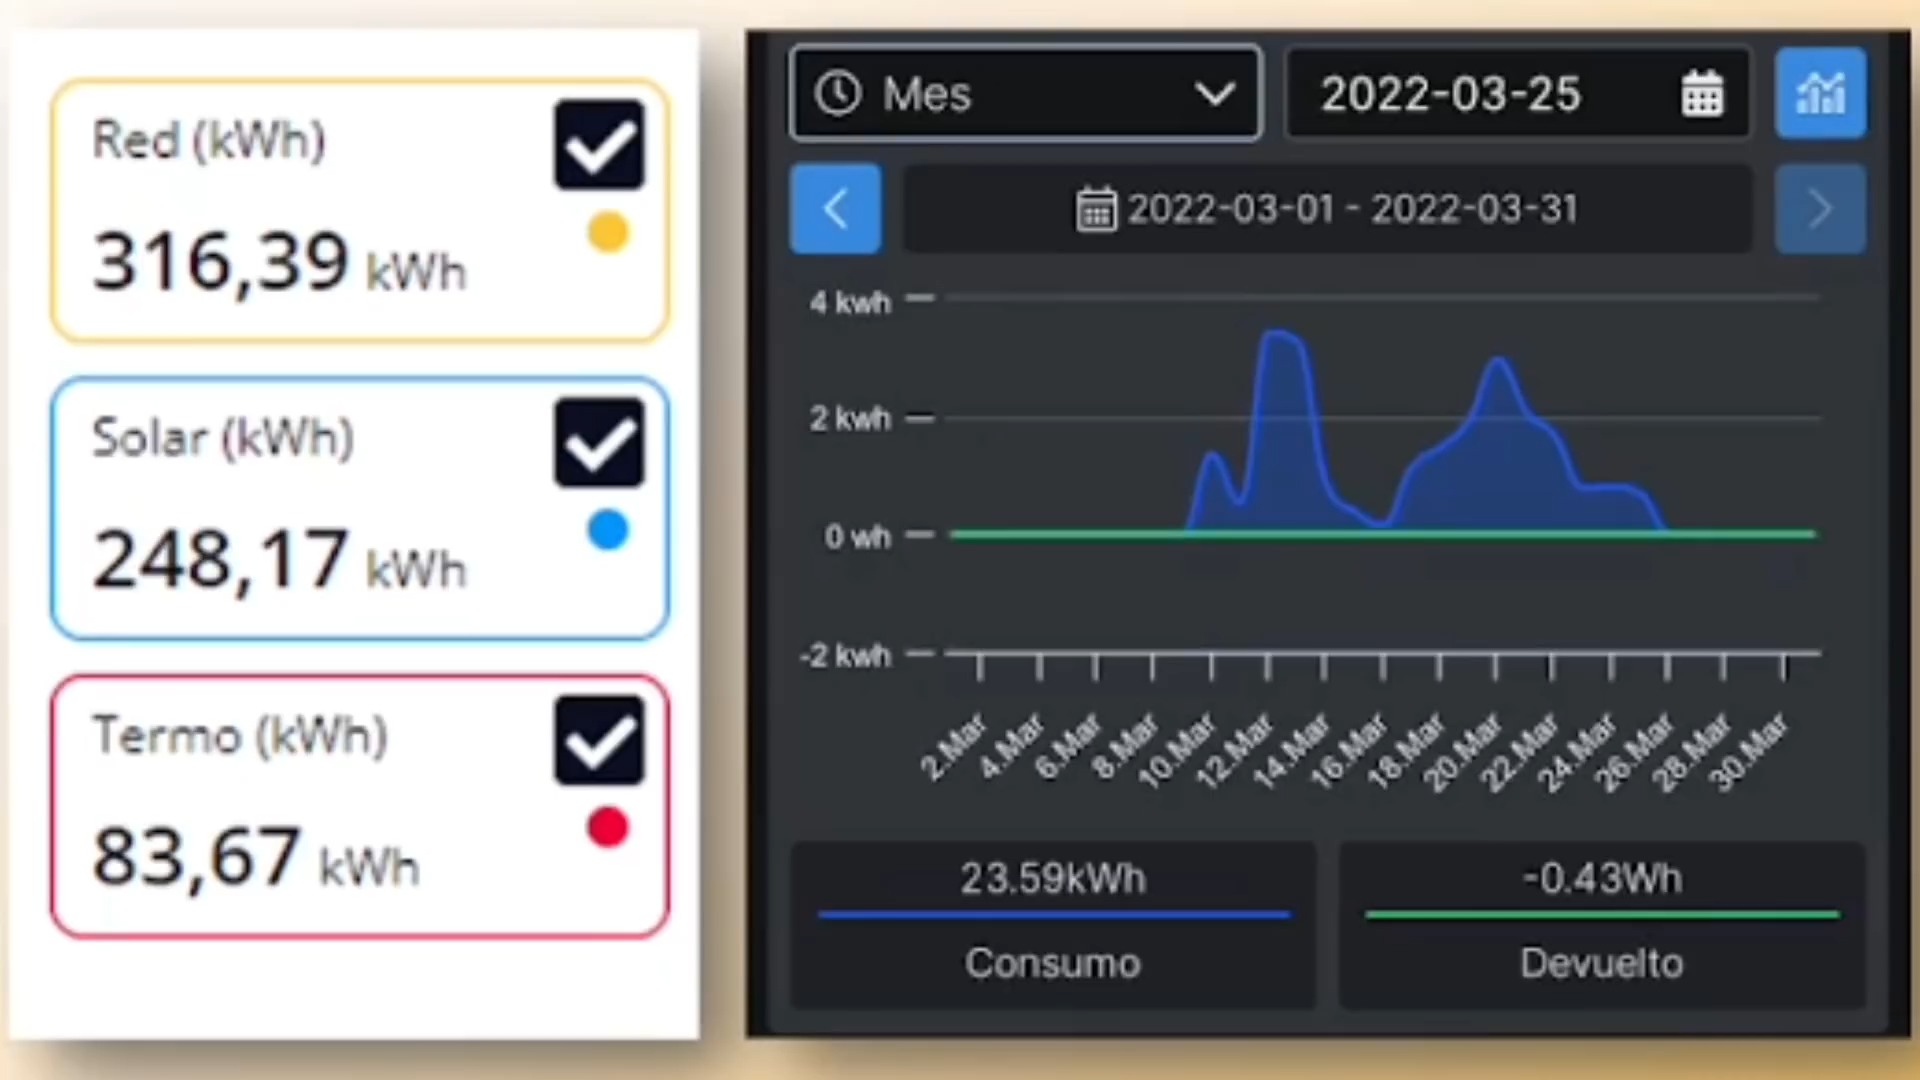 Red (kWh)
316,39 kWh
Solar (kWh)
248,17 kWh
Termo (kWh)
83,67 kWh
Mes
2022-03-25
2022-03-01 - 2022-03-31
4 kwh
2 kwh
0 wh
-2 kwh
2.Mar
4.Mar
6.Mar
8.Mar
10.Mar
12.Mar
14.Mar
16.Mar
18.Mar
20.Mar
22.Mar
24.Mar
26.Mar
28.Mar
30.Mar
23.59kWh
Consumo
-0.43Wh
Devuelto